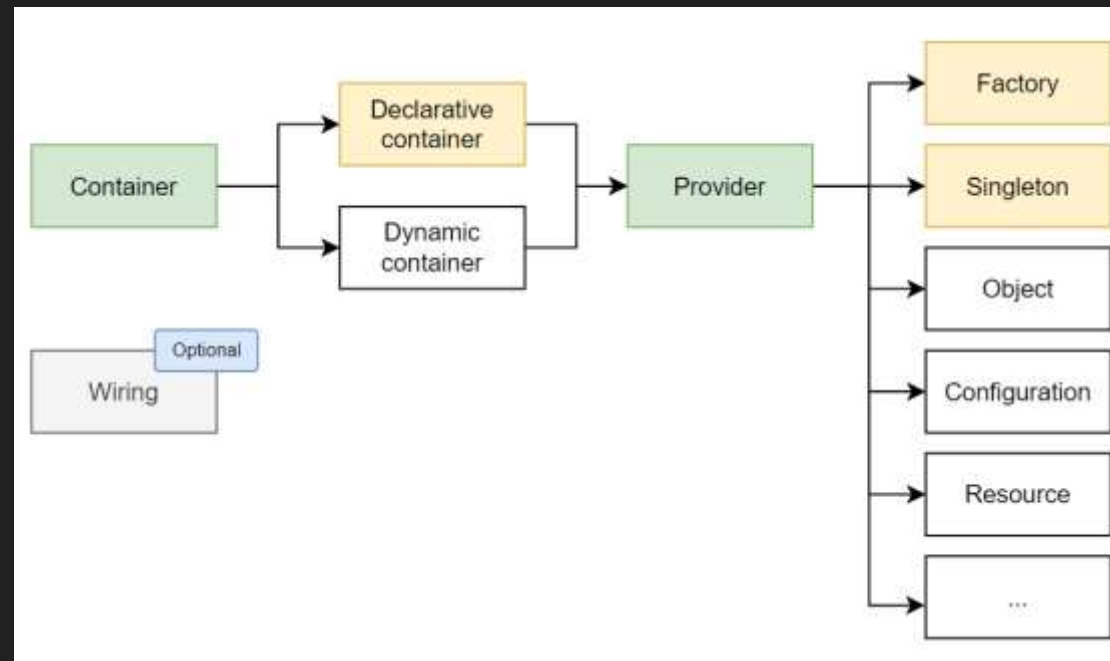 Factory
Declarative
container
Container
Provider
Singleton
Dynamic
container
Object
Optional
Wiring
Configuration
Resource
...